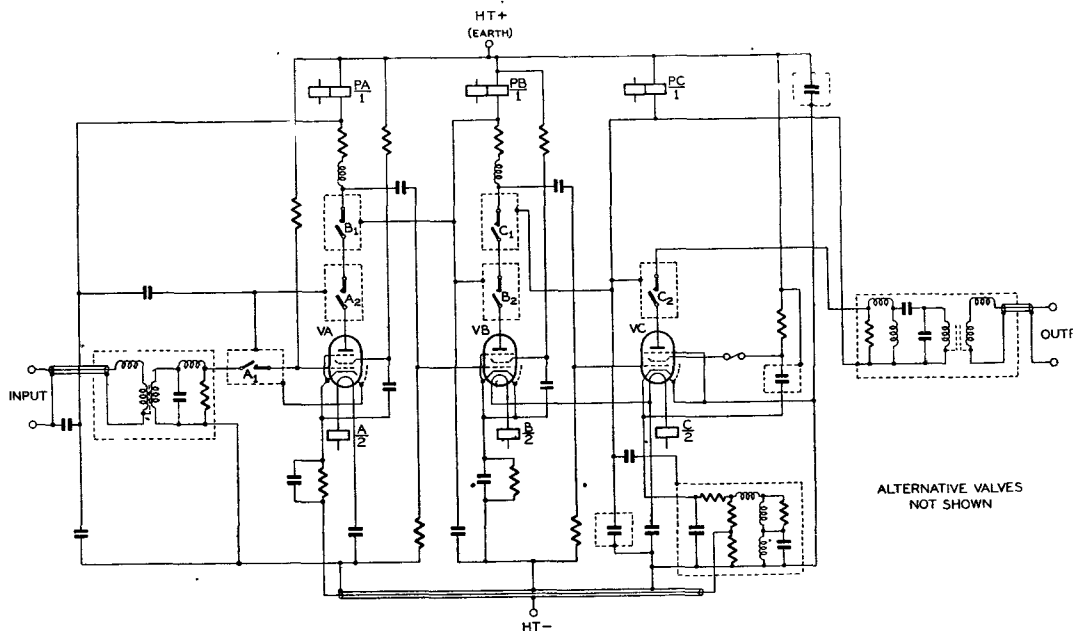 HT+
(EARTH)
PA
1
PB
1
PC
1
B1
C1
A2
B2
C2
VA
VB
VC
A1
INPUT
OUTP
A
2
B
2
C
2
ALTERNATIVE VALVES
NOT SHOWN
HT-